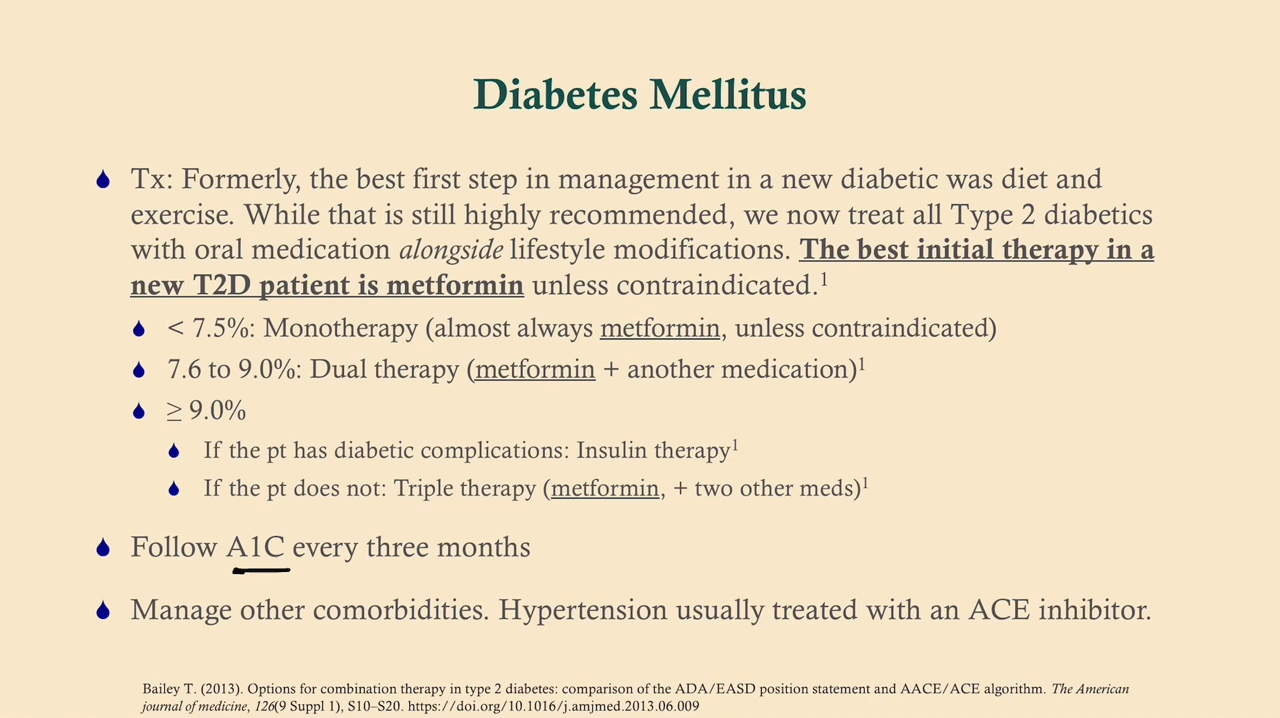 Diabetes Mellitus
Tx: Formerly, the best first step in management in a new diabetic was diet and
exercise. While that is still highly recommended, we now treat all Type 2 diabetics
with oral medication alongside lifestyle modifications. The best initial therapy in a
new T2D patient is metformin unless contraindicated.¹
< 7.5%: Monotherapy (almost always metformin, unless contraindicated)
7.6 to 9.0%: Dual therapy (metformin + another medication)¹
≥ 9.0%
If the pt has diabetic complications: Insulin therapy¹
If the pt does not: Triple therapy (metformin, + two other meds)¹
Follow A1C every three months
Manage other comorbidities. Hypertension usually treated with an ACE inhibitor.
Bailey T. (2013). Options for combination therapy in type 2 diabetes: comparison of the ADA/EASD position statement and AACE/ACE algorithm. The American
journal of medicine, 126(9 Suppl 1), S10–S20. https://doi.org/10.1016/j.amjmed.2013.06.009